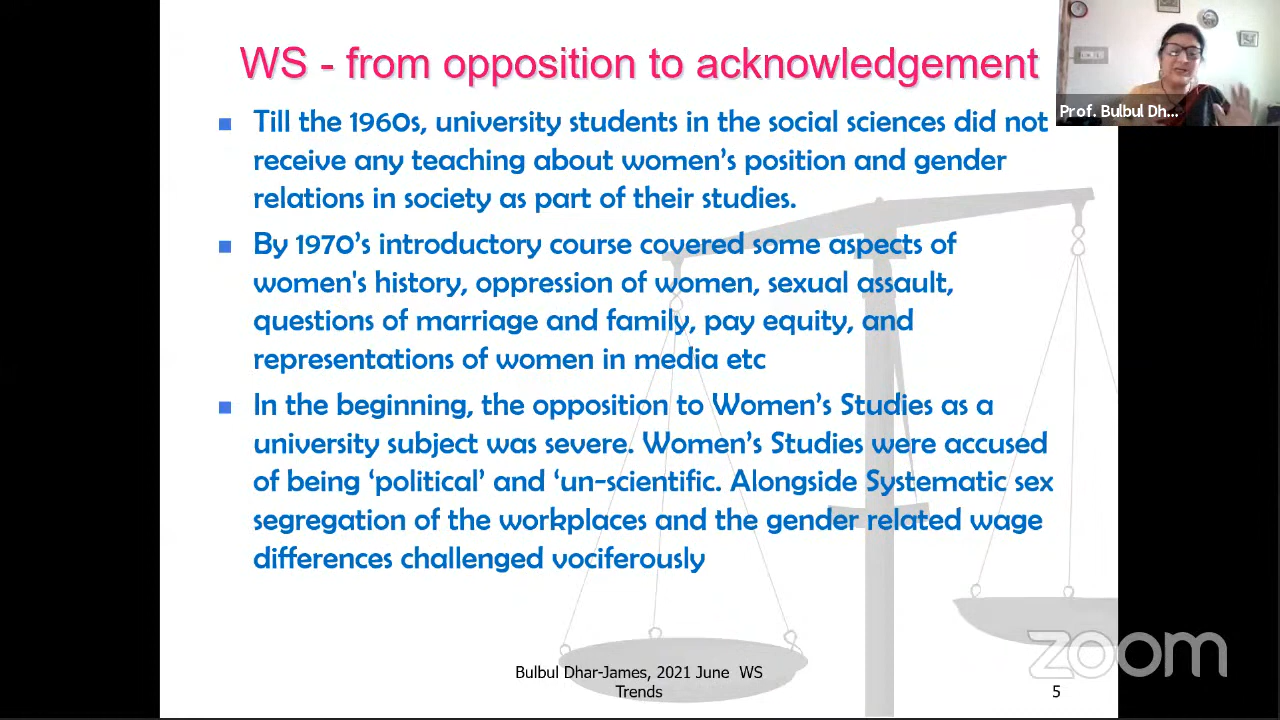 WS - from opposition to acknowledgement
Till the 1960s, university students in the social sciences did not
receive any teaching about women’s position and gender
relations in society as part of their studies.
By 1970’s introductory course covered some aspects of
women's history, oppression of women, sexual assault,
questions of marriage and family, pay equity, and
representations of women in media etc
In the beginning, the opposition to Women’s Studies as a
university subject was severe. Women’s Studies were accused
of being ‘political’ and ‘un-scientific. Alongside Systematic sex
segregation of the workplaces and the gender related wage
differences challenged vociferously
Bulbul Dhar-James, 2021 June WS
Trends
5
Prof. Bulbul Dh...
zoom